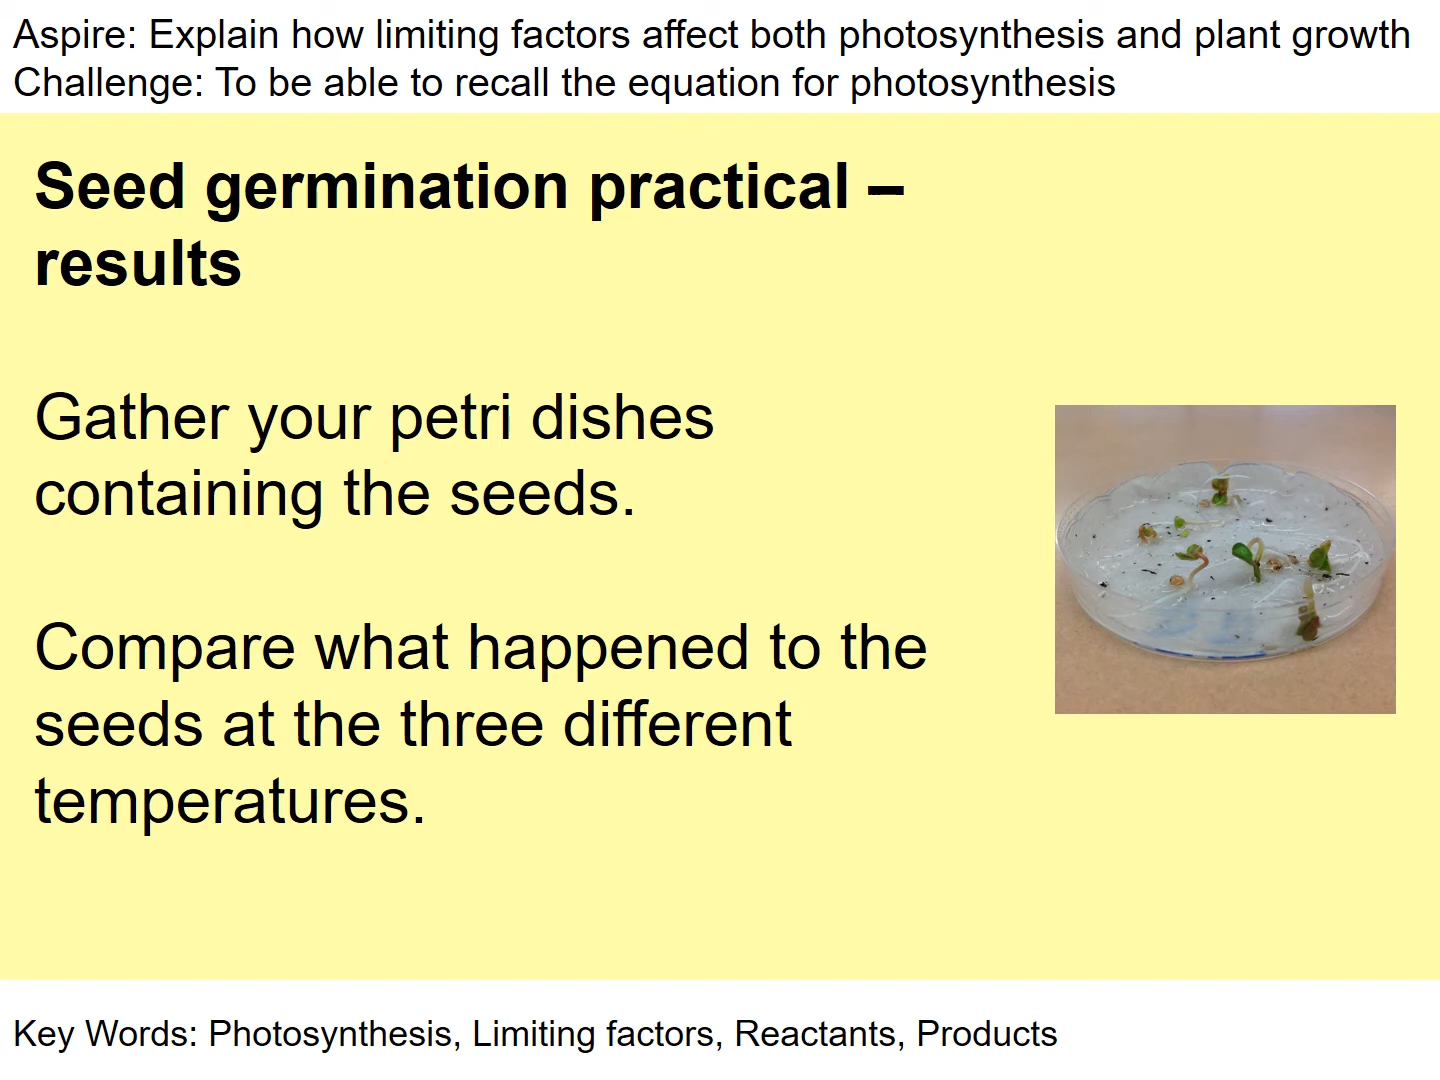 Aspire: Explain how limiting factors affect both photosynthesis and plant growth
Challenge: To be able to recall the equation for photosynthesis
Seed germination practical –
results
Gather your petri dishes
containing the seeds.
Compare what happened to the
seeds at the three different
temperatures.
Key Words: Photosynthesis, Limiting factors, Reactants, Products